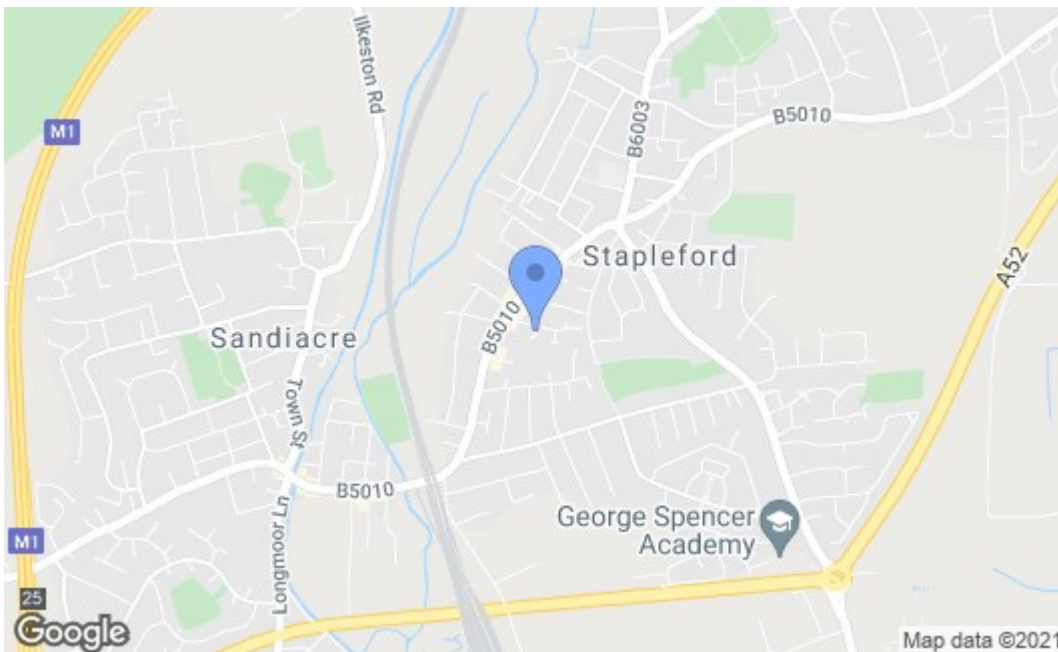 Ilkeston Rd
M1
B5010
B6003
Stapleford
A52
Sandiacre
B5010
Town St
B5010
George Spencer
Academy
Longmoor Ln
M1
25
Google
Map data ©2021